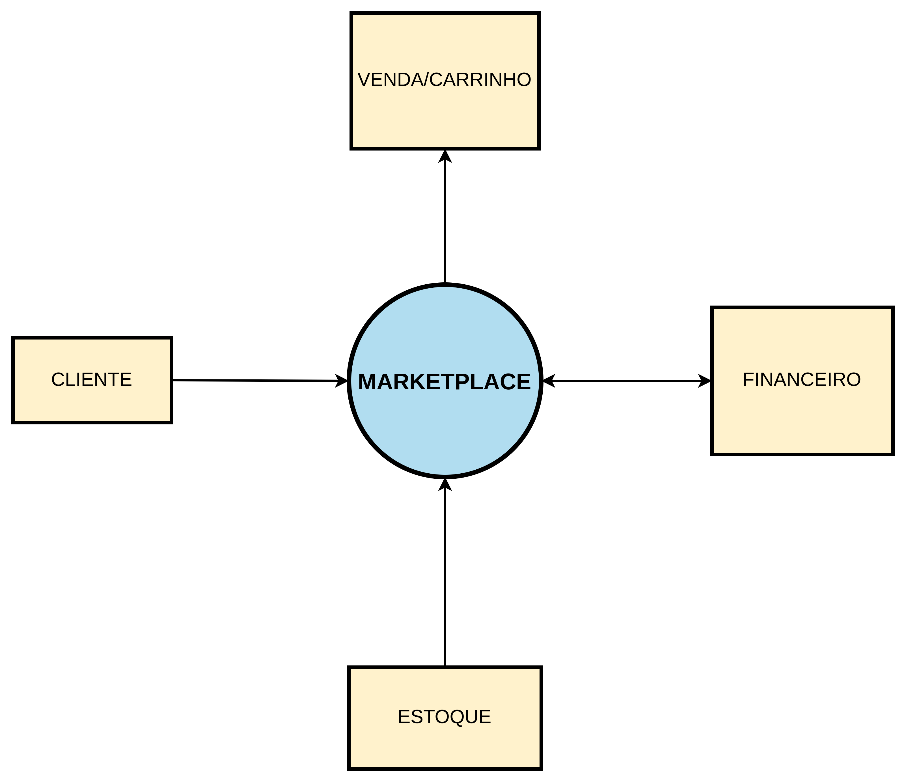 VENDA/CARRINHO
CLIENTE
MARKETPLACE
FINANCEIRO
ESTOQUE